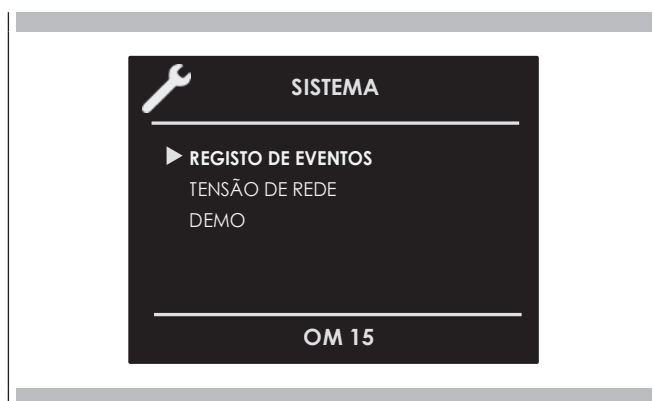 SISTEMA
REGISTO DE EVENTOS
TENSÃO DE REDE
DEMO
OM 15